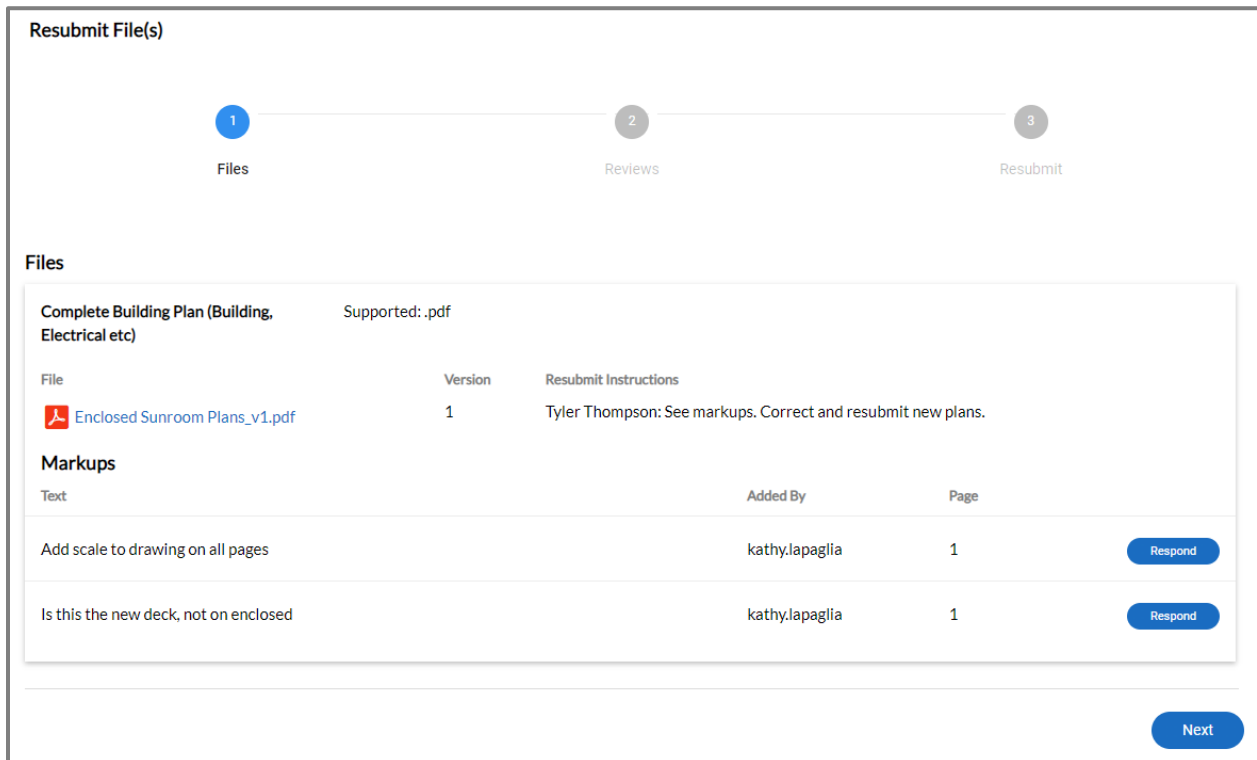 Resubmit File(s)
1
2
3
Files
Reviews
Resubmit
Files
Complete Building Plan (Building, Supported: .pdf
Electrical etc)
File Version Resubmit Instructions
Enclosed Sunroom Plans_v1.pdf 1 Tyler Thompson: See markups. Correct and resubmit new plans.
Markups
Text Added By Page
Add scale to drawing on all pages kathy.lapaglia 1 Respond
Is this the new deck, not on enclosed kathy.lapaglia 1 Respond
Next